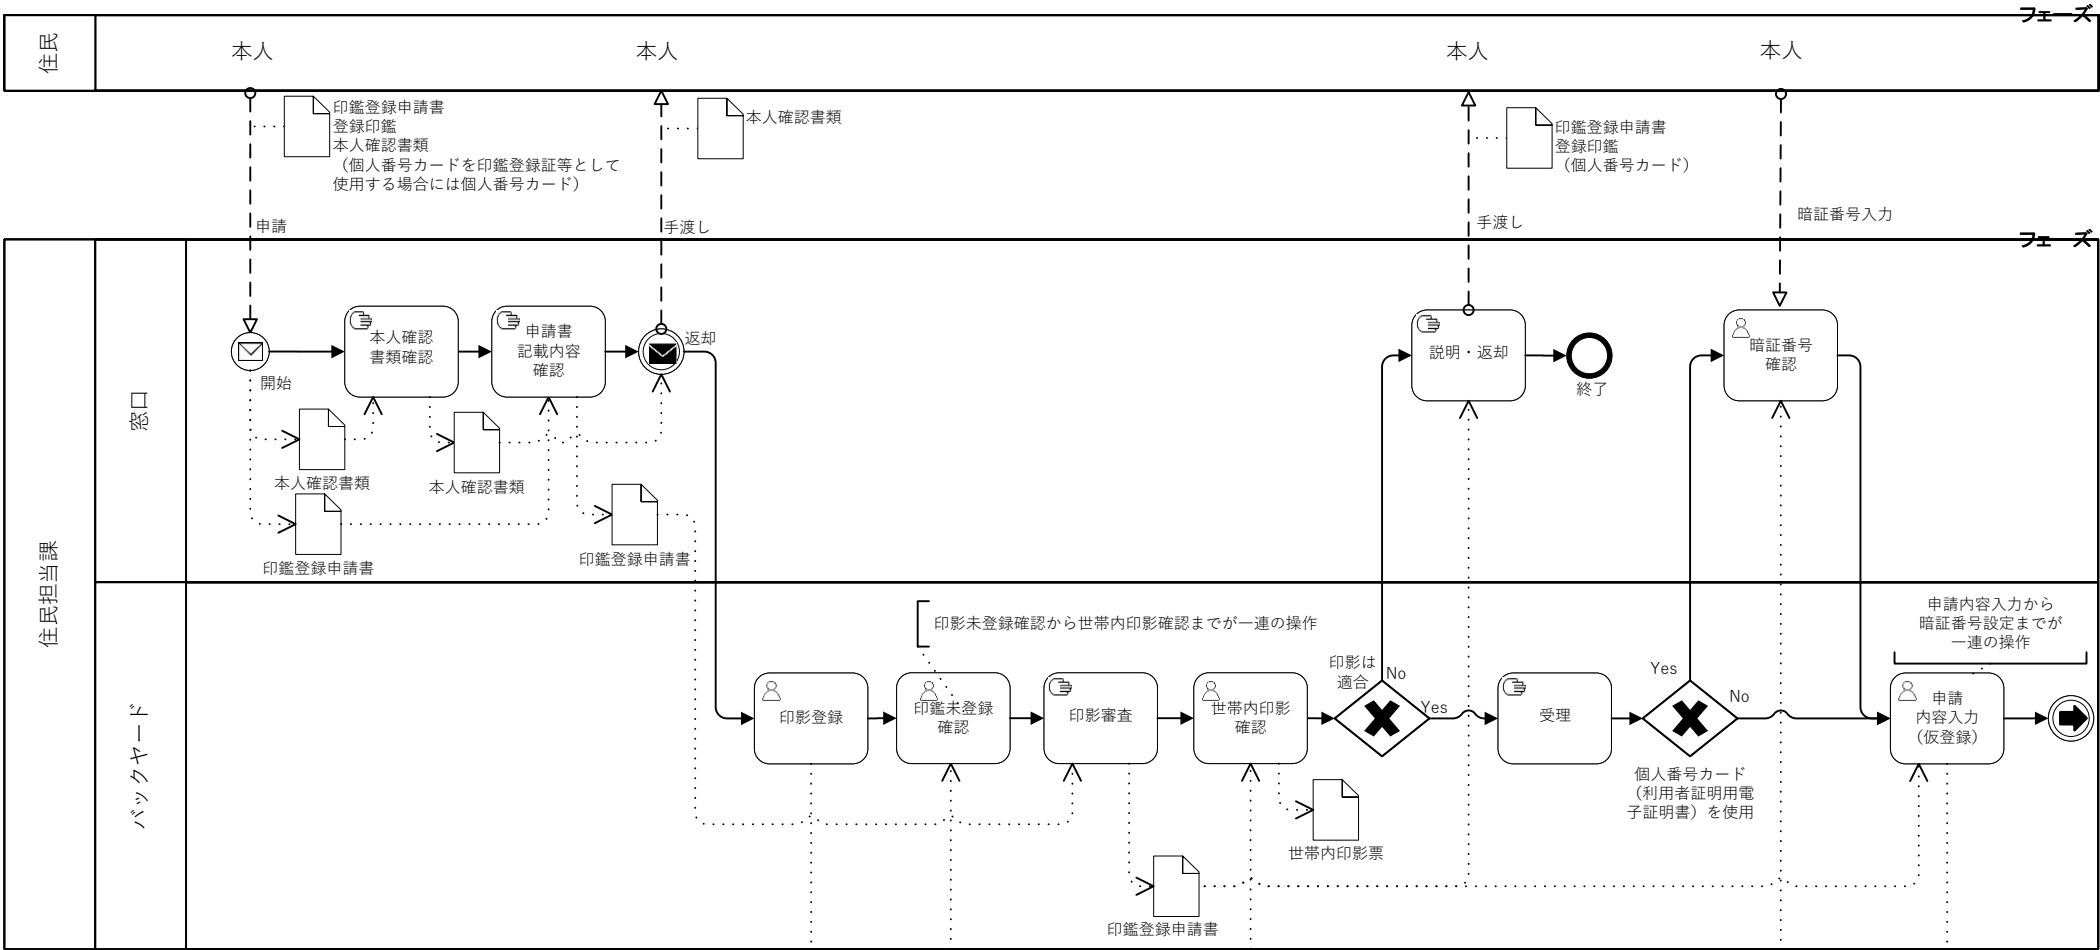 フェーズ
住民
本人
本人
本人
本人
印鑑登録申請書
登録印鑑
本人確認書類
（個人番号カードを印鑑登録証等として
使用する場合には個人番号カード）
本人確認書類
印鑑登録申請書
登録印鑑
（個人番号カード）
申請
手渡し
手渡し
暗証番号入力
フェーズ
住民担当課
窓口
開始
本人確認
書類確認
申請書
記載内容
確認
返却
説明・返却
終了
暗証番号
確認
本人確認書類
本人確認書類
印鑑登録申請書
印鑑登録申請書
バックヤード
印影未登録確認から世帯内印影確認までが一連の操作
申請内容入力から
暗証番号設定までが
一連の操作
印影登録
印鑑未登録
確認
印影審査
世帯内印影
確認
印影は
適合
No
Yes
受理
Yes
No
個人番号カード
（利用者証明用電
子証明書）を使用
申請
内容入力
（仮登録）
世帯内印影票
印鑑登録申請書